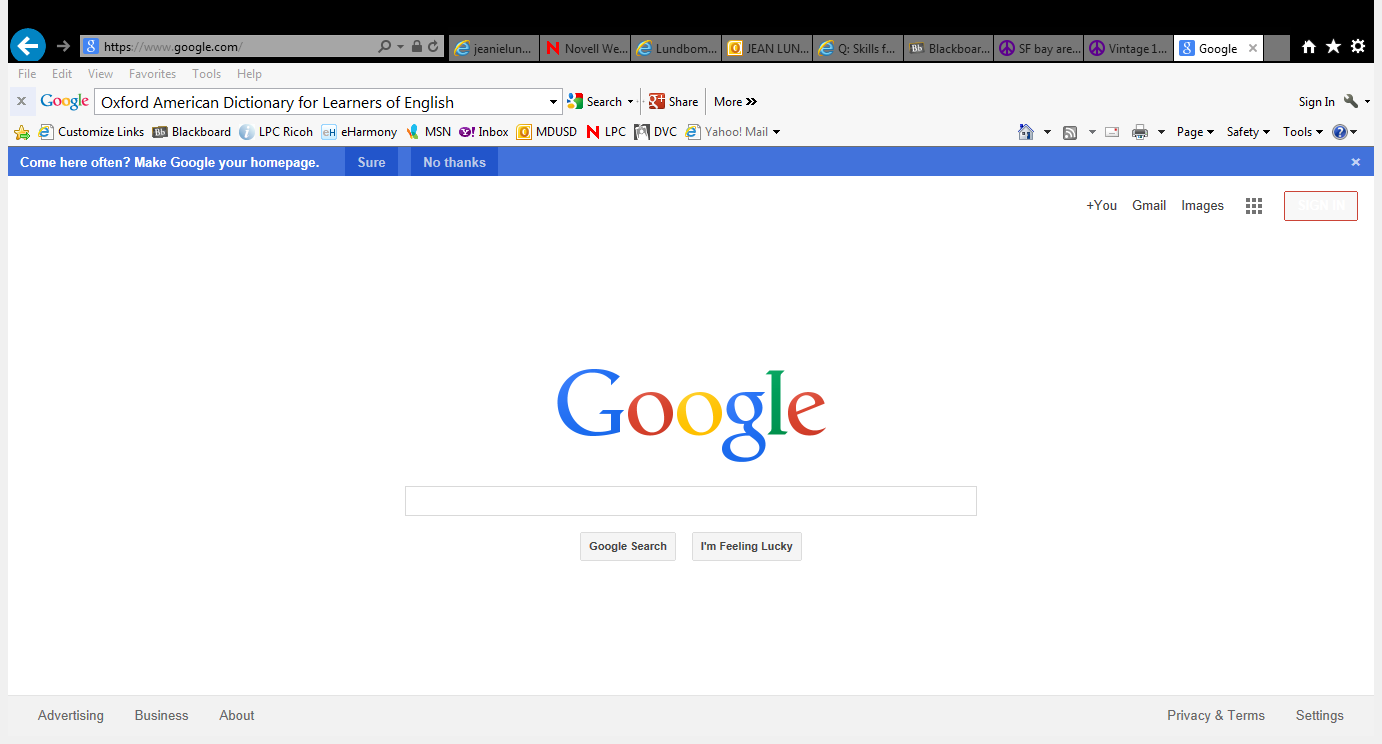 https://www.google.com/ jeanielun... Novell We... Lundbom... JEAN LUN... Q: Skills f... Blackboar... SF bay are... Vintage 1... Google
File Edit View Favorites Tools Help
x Google Oxford American Dictionary for Learners of English Search Share More Sign In
Customize Links Bb Blackboard LPC Ricoh eH eHarmony MSN Y! Inbox MDUSD N LPC DVC Yahoo! Mail Page Safety Tools
Come here often? Make Google your homepage. Sure No thanks ×
+You Gmail Images SIGN IN
Google
Google Search I'm Feeling Lucky
Advertising Business About Privacy & Terms Settings